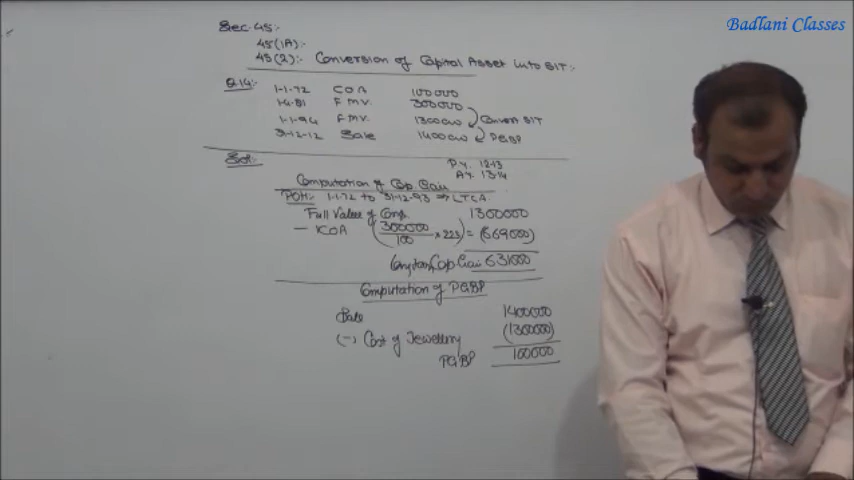 Badlani Classes
Sec. 45:-
45(1A):-
45(2):- Conversion of Capital Asset into SIT:-
Q.14:- 1-1-72 COA 100000
1-4-81 F.M.V. 300000
1-1-94 F.M.V. 1300000 Convert SIT
31-12-12 Sale 1400000 PGBP
Sol:- P.Y. 12-13
A.Y. 13-14
Computation of Cap. Gain
POH:- 1-1-72 to 31-12-93 ⇒ LTCA
Full Value of Cons. 1300000
- ICOA (300000/100 × 223) = (669000)
Long term Cap Gain 631000
Computation of PGBP
Sale 1400000
(-) Cost of Jewellery (1300000)
PGBP 100000